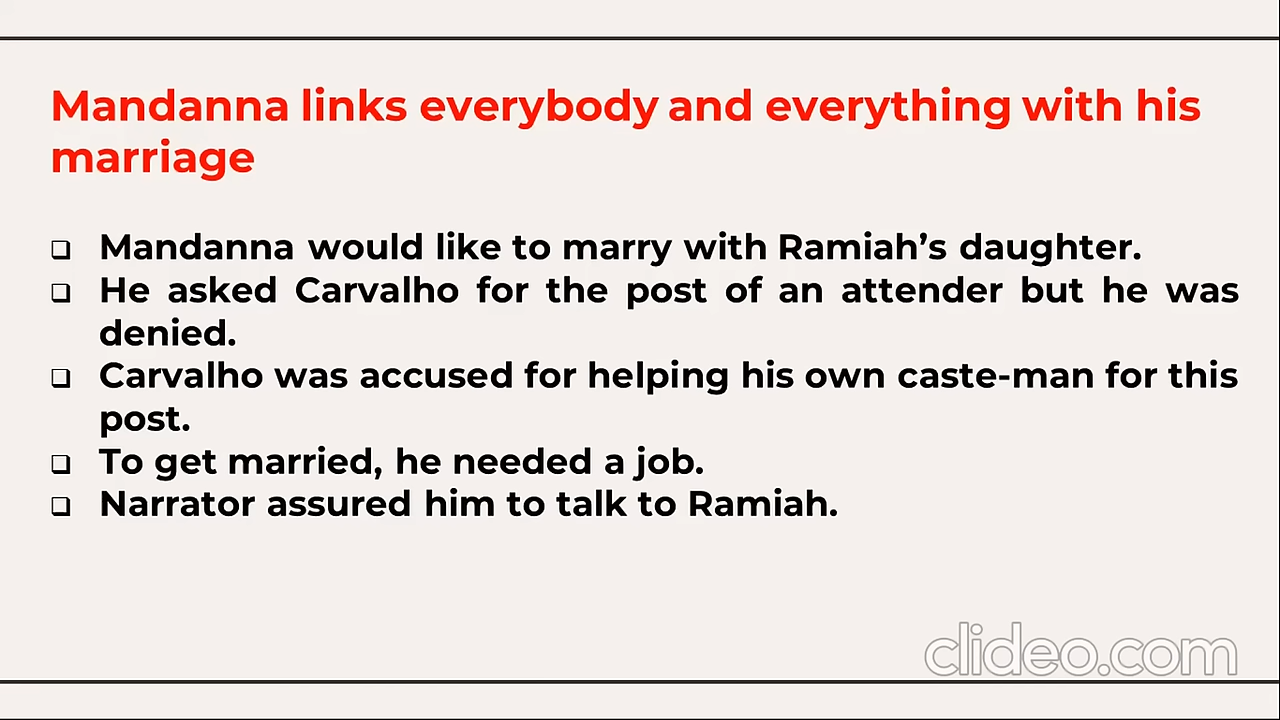 Mandanna links everybody and everything with his
marriage
❑ Mandanna would like to marry with Ramiah’s daughter.
❑ He asked Carvalho for the post of an attender but he was
denied.
❑ Carvalho was accused for helping his own caste-man for this
post.
❑ To get married, he needed a job.
❑ Narrator assured him to talk to Ramiah.
clideo.com